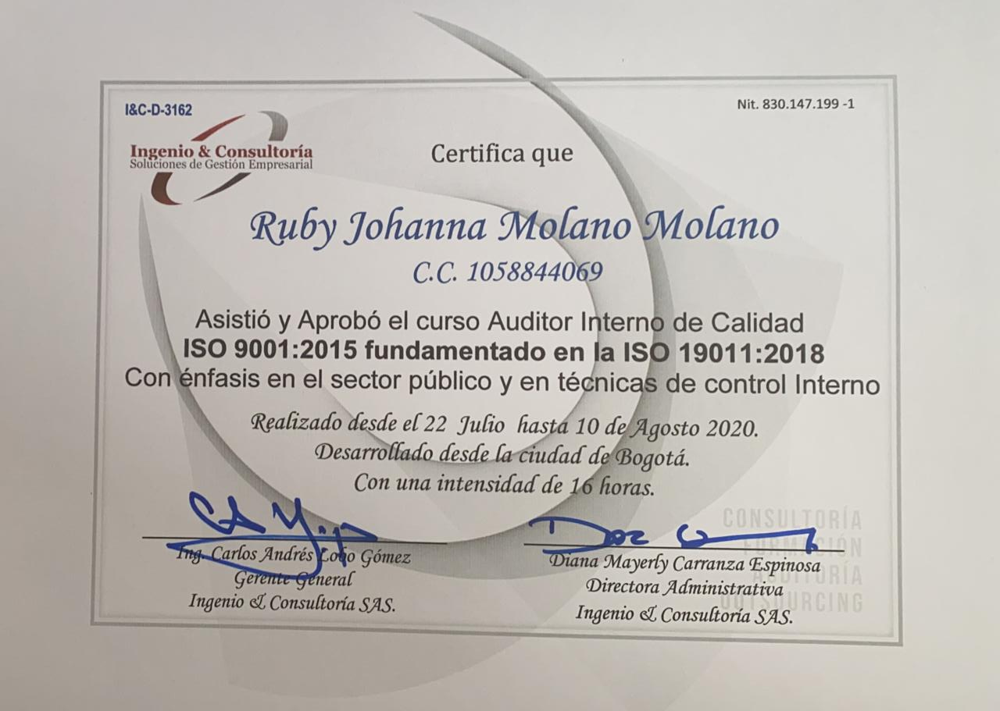 I&C-D-3162
Nit. 830.147.199 -1
Ingenio & Consultoría
Soluciones de Gestión Empresarial
Certifica que
Ruby Johanna Molano Molano
C.C. 1058844069
Asistió y Aprobó el curso Auditor Interno de Calidad
ISO 9001:2015 fundamentado en la ISO 19011:2018
Con énfasis en el sector público y en técnicas de control Interno
Realizado desde el 22 Julio hasta 10 de Agosto 2020.
Desarrollado desde la ciudad de Bogotá.
Con una intensidad de 16 horas.
Ing. Carlos Andrés Lobo Gómez
Gerente General
Ingenio & Consultoría SAS.
CONSULTORÍA
FORMACIÓN
AUDITORÍA
OUTSOURCING
Diana Mayerly Carranza Espinosa
Directora Administrativa
Ingenio & Consultoría SAS.